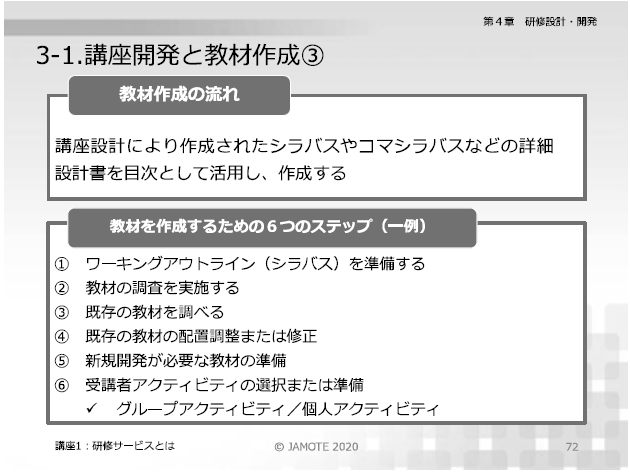 第４章　研修設計・開発
3-1.講座開発と教材作成③
教材作成の流れ
講座設計により作成されたシラバスやコマシラバスなどの詳細
設計書を目次として活用し、作成する
教材を作成するための６つのステップ（一例）
①　ワーキングアウトライン（シラバス）を準備する
②　教材の調査を実施する
③　既存の教材を調べる
④　既存の教材の配置調整または修正
⑤　新規開発が必要な教材の準備
⑥　受講者アクティビティの選択または準備
✓　グループアクティビティ／個人アクティビティ
講座1：研修サービスとは
© JAMOTE 2020
72